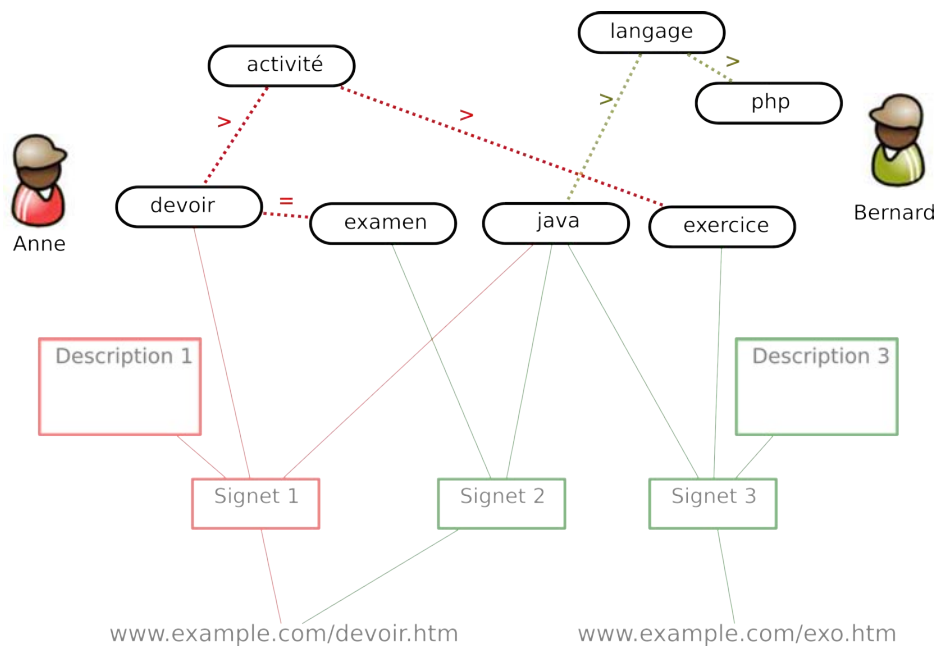 langage
activité
>
>
php
>
>
devoir
=
examen
java
exercice
Anne
Bernard
Description 1
Description 3
Signet 1
Signet 2
Signet 3
www.example.com/devoir.htm
www.example.com/exo.htm